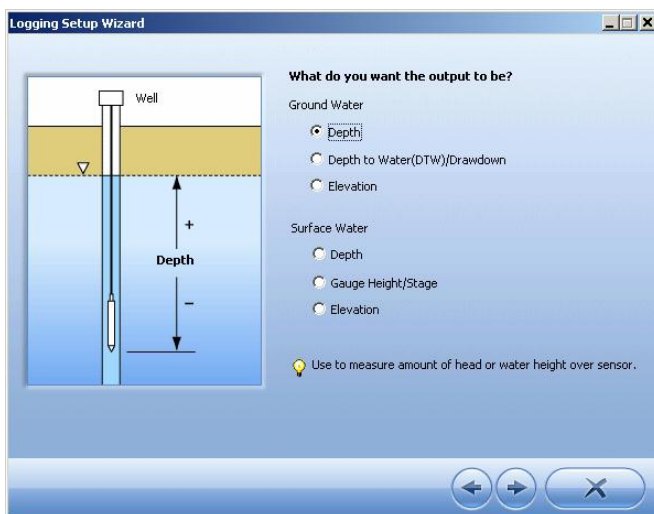 Logging Setup Wizard
Well
+
Depth
−
What do you want the output to be?
Ground Water
Depth
Depth to Water(DTW)/Drawdown
Elevation
Surface Water
Depth
Gauge Height/Stage
Elevation
Use to measure amount of head or water height over sensor.